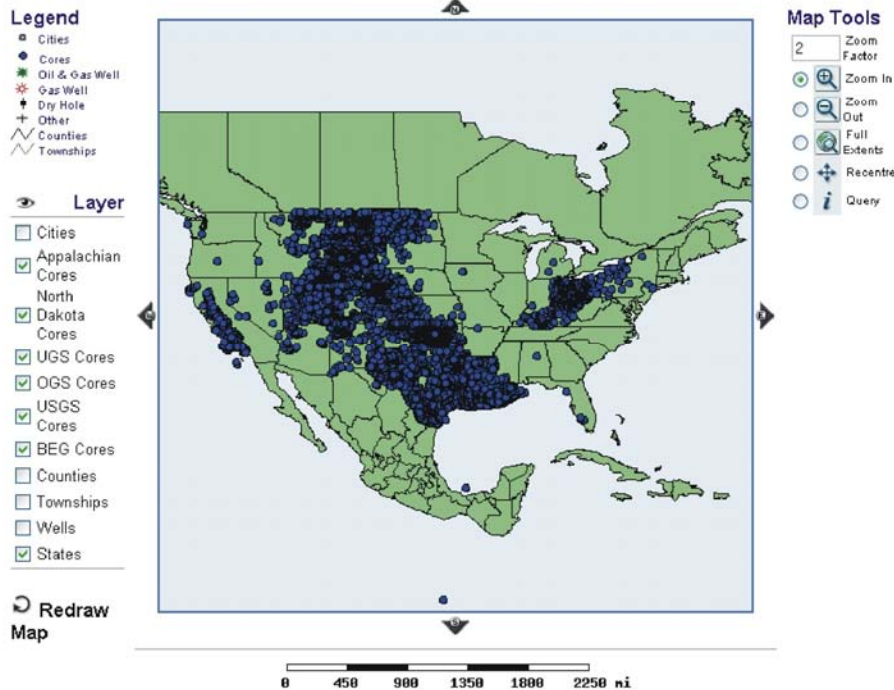 Legend
Cities
Cores
Oil & Gas Well
Gas Well
Dry Hole
Other
Counties
Townships
Layer
Cities
Appalachian
Cores
North
Dakota
Cores
UGS Cores
OGS Cores
USGS
Cores
BEG Cores
Counties
Townships
Wells
States
Redraw
Map
N
S
0 450 900 1350 1800 2250 mi
Map Tools
2
Zoom
Factor
Zoom In
Zoom
Out
Full
Extents
Recentre
i
Query